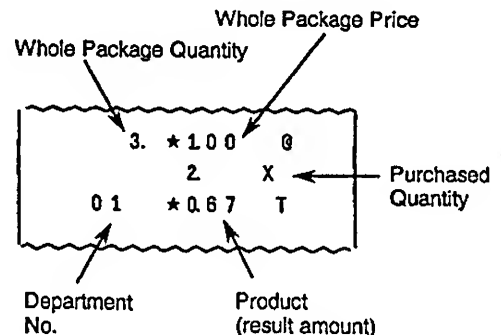 Whole Package Price
Whole Package Quantity
3. *1.00 @
2. X
Purchased Quantity
01 *0.67 T
Department No.
Product (result amount)